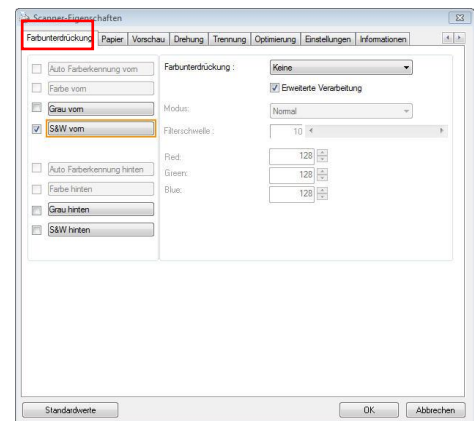 Scanner-Eigenschaften
Farbunterdrückung Papier Vorschau Drehung Trennung Optimierung Einstellungen Informationen
Auto Farberkennung vorn
Farbe vorn
Grau vorn
S&W vorn
Auto Farberkennung hinten
Farbe hinten
Grau hinten
S&W hinten
Farbunterdrückung : Keine
Erweiterte Verarbeitung
Modus: Normal
Filterschwelle : 10
Red: 128
Green: 128
Blue: 128
Standardwerte OK Abbrechen